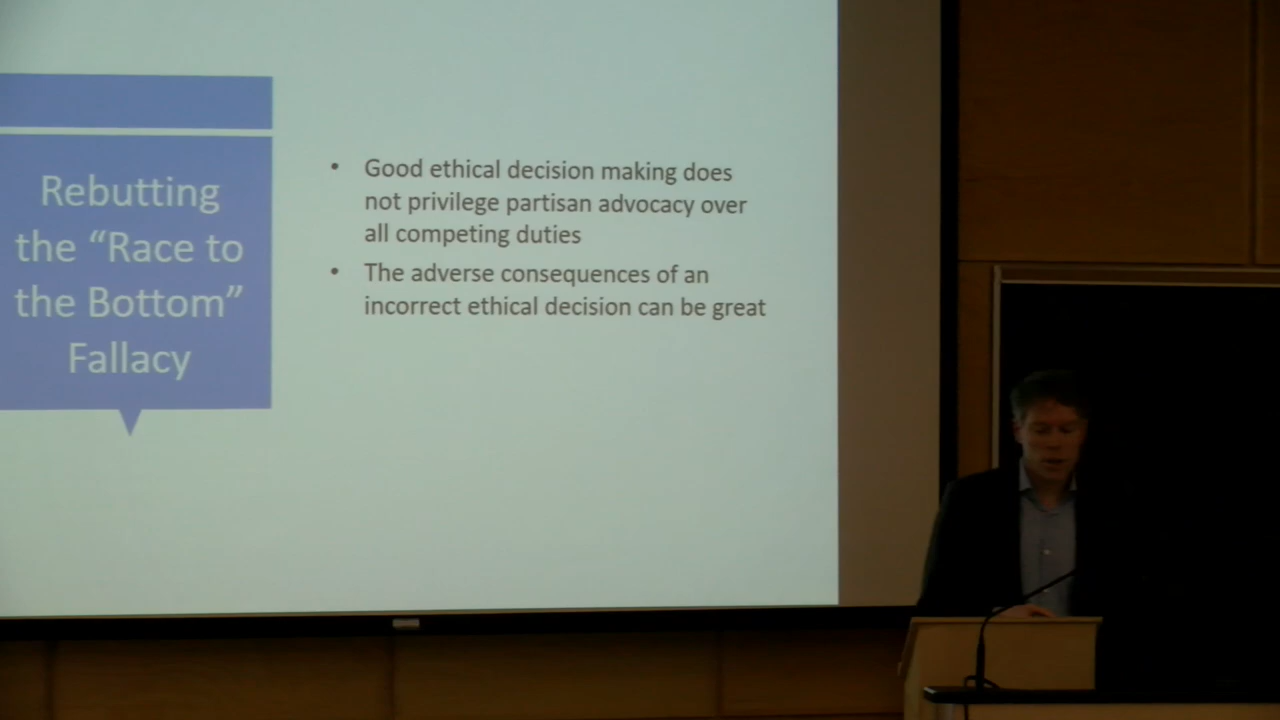 Rebutting
the “Race to
the Bottom”
Fallacy
• Good ethical decision making does
not privilege partisan advocacy over
all competing duties
• The adverse consequences of an
incorrect ethical decision can be great